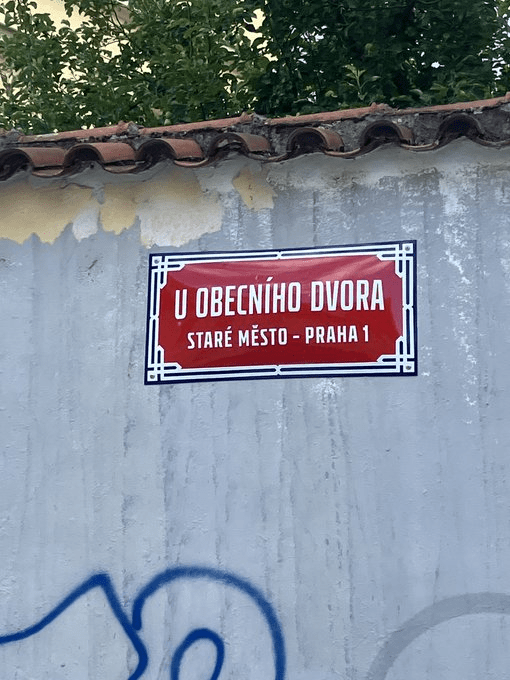 U OBECNÍHO DVORA
STARÉ MĚSTO - PRAHA 1